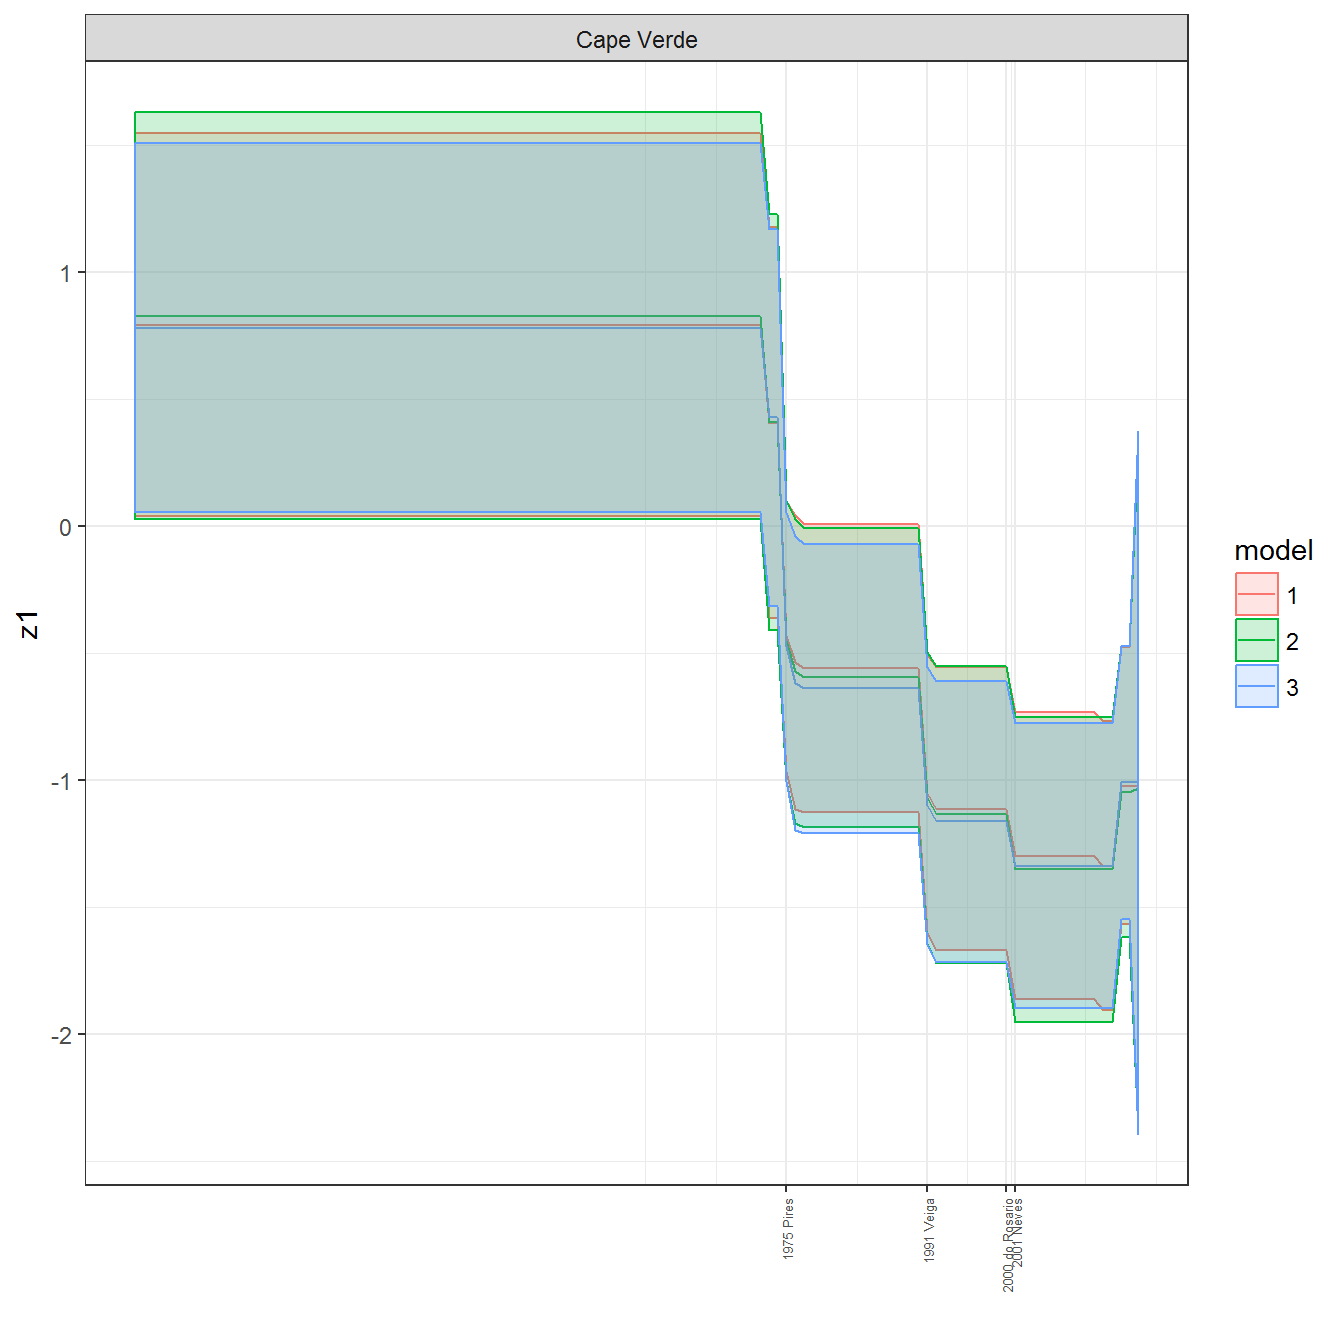 Cape Verde
1
0
-1
-2
z1
model
1
2
3
1975 Pires
1991 Veiga
2000 do Rosario
2001 Neves